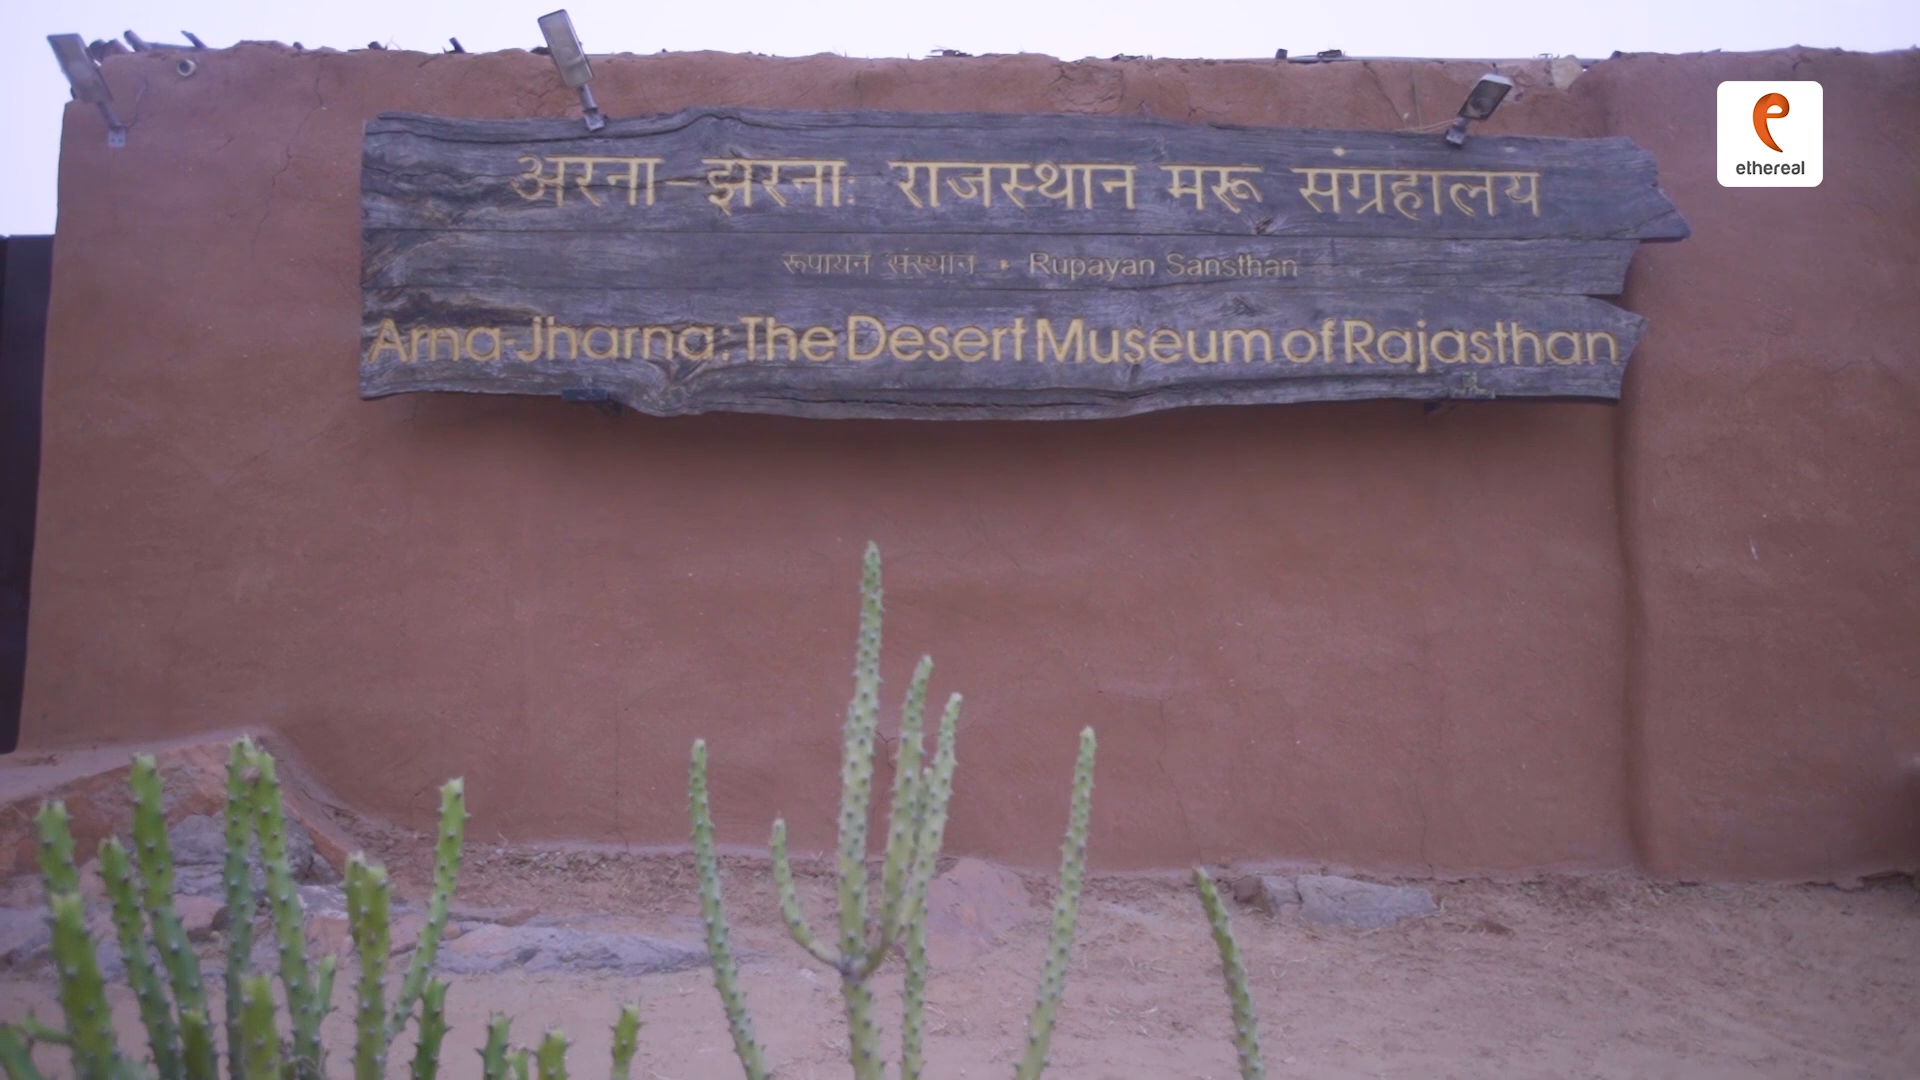 अरना-झरना: राजस्थान मरू संग्रहालय
रूपायन संस्थान • Rupayan Sansthan
Arna-Jharna: The Desert Museum of Rajasthan
ethereal